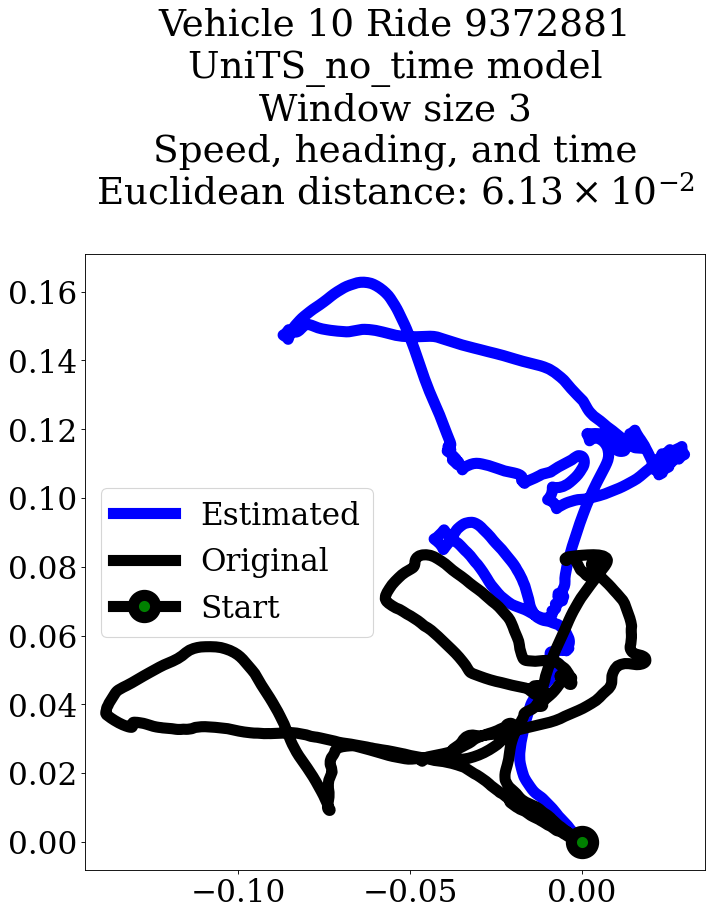 Vehicle 10 Ride 9372881
UniTS_no_time model
Window size 3
Speed, heading, and time
Euclidean distance: 6.13 × 10⁻²
0.16
0.14
0.12
0.10
0.08
0.06
0.04
0.02
0.00
Estimated
Original
Start
−0.10 −0.05 0.00